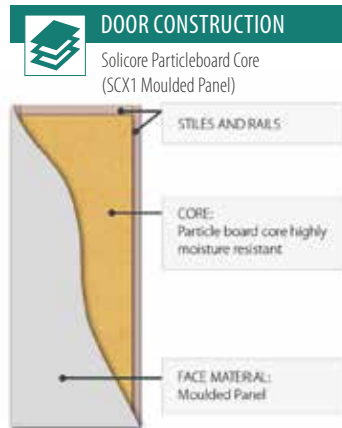 DOOR CONSTRUCTION
Solicore Particleboard Core
(SCX1 Moulded Panel)
STILES AND RAILS
CORE:
Particle board core highly
moisture resistant
FACE MATERIAL:
Moulded Panel